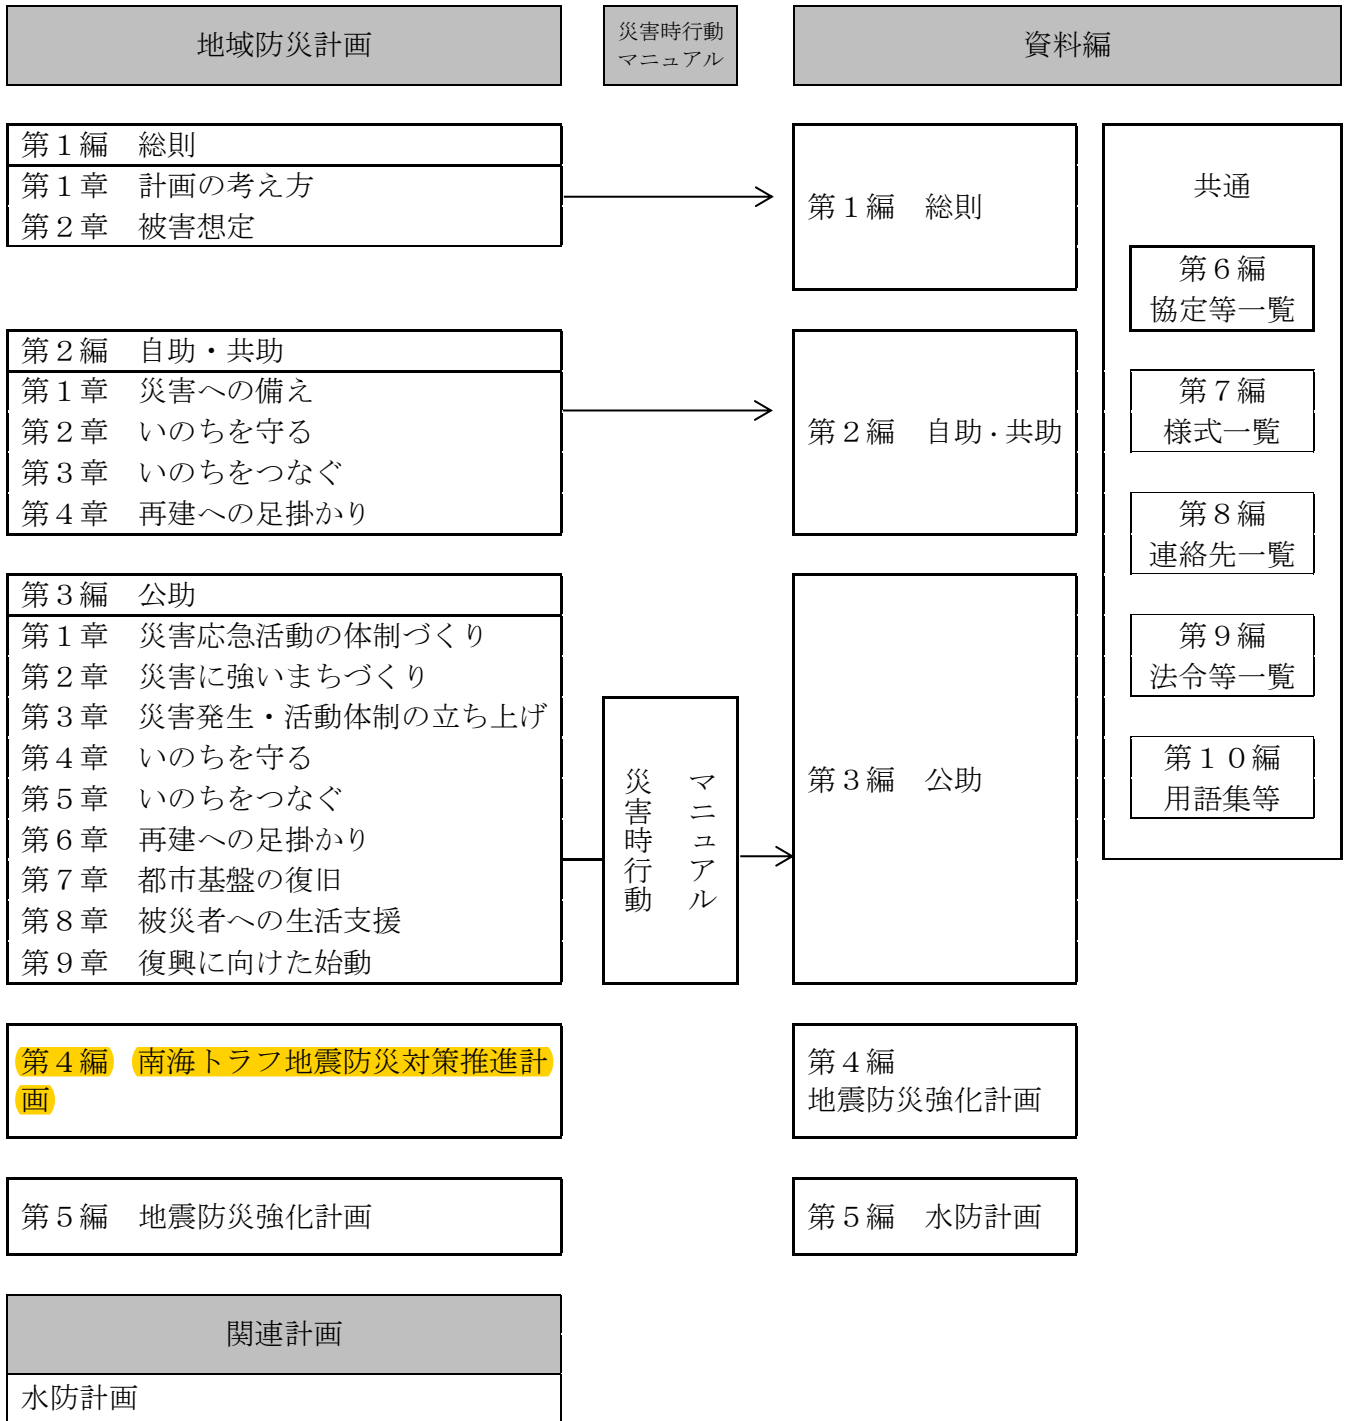 地域防災計画
災害時行動
マニュアル
資料編
第１編　総則
第１章　計画の考え方
第２章　被害想定
第１編　総則
第２編　自助・共助
第１章　災害への備え
第２章　いのちを守る
第３章　いのちをつなぐ
第４章　再建への足掛かり
第２編　自助・共助
第３編　公助
第１章　災害応急活動の体制づくり
第２章　災害に強いまちづくり
第３章　災害発生・活動体制の立ち上げ
第４章　いのちを守る
第５章　いのちをつなぐ
第６章　再建への足掛かり
第７章　都市基盤の復旧
第８章　被災者への生活支援
第９章　復興に向けた始動
災害時行動
マニュアル
第３編　公助
共通
第６編
協定等一覧
第７編
様式一覧
第８編
連絡先一覧
第９編
法令等一覧
第１０編
用語集等
第４編　南海トラフ地震防災対策推進計
画
第４編
地震防災強化計画
第５編　地震防災強化計画
第５編　水防計画
関連計画
水防計画